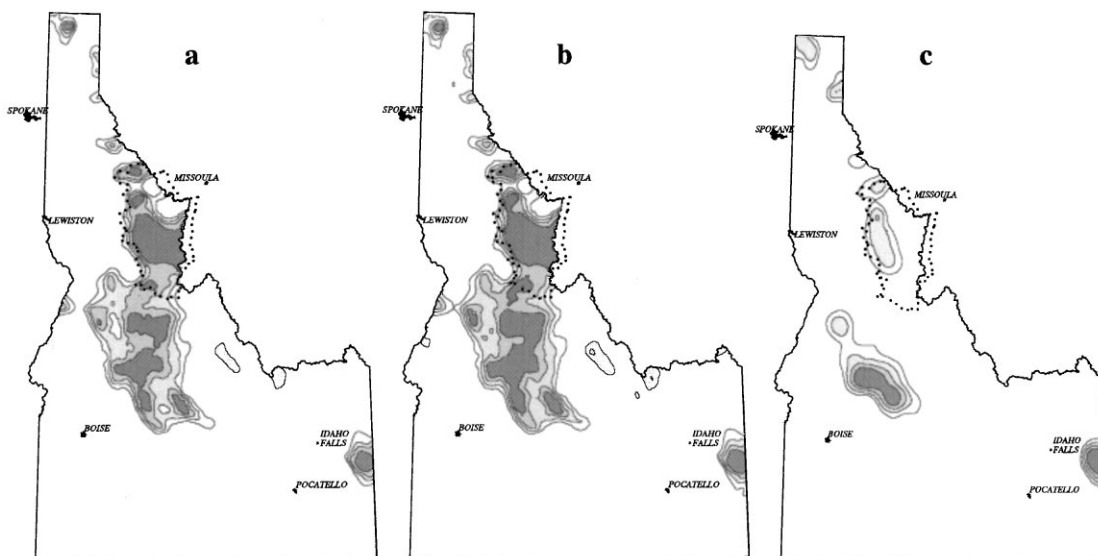 a
SPOKANE
MISSOULA
LEWISTON
BOISE
IDAHO
FALLS
POCATELLO
b
SPOKANE
MISSOULA
LEWISTON
BOISE
IDAHO
FALLS
POCATELLO
c
SPOKANE
MISSOULA
LEWISTON
BOISE
IDAHO
FALLS
POCATELLO